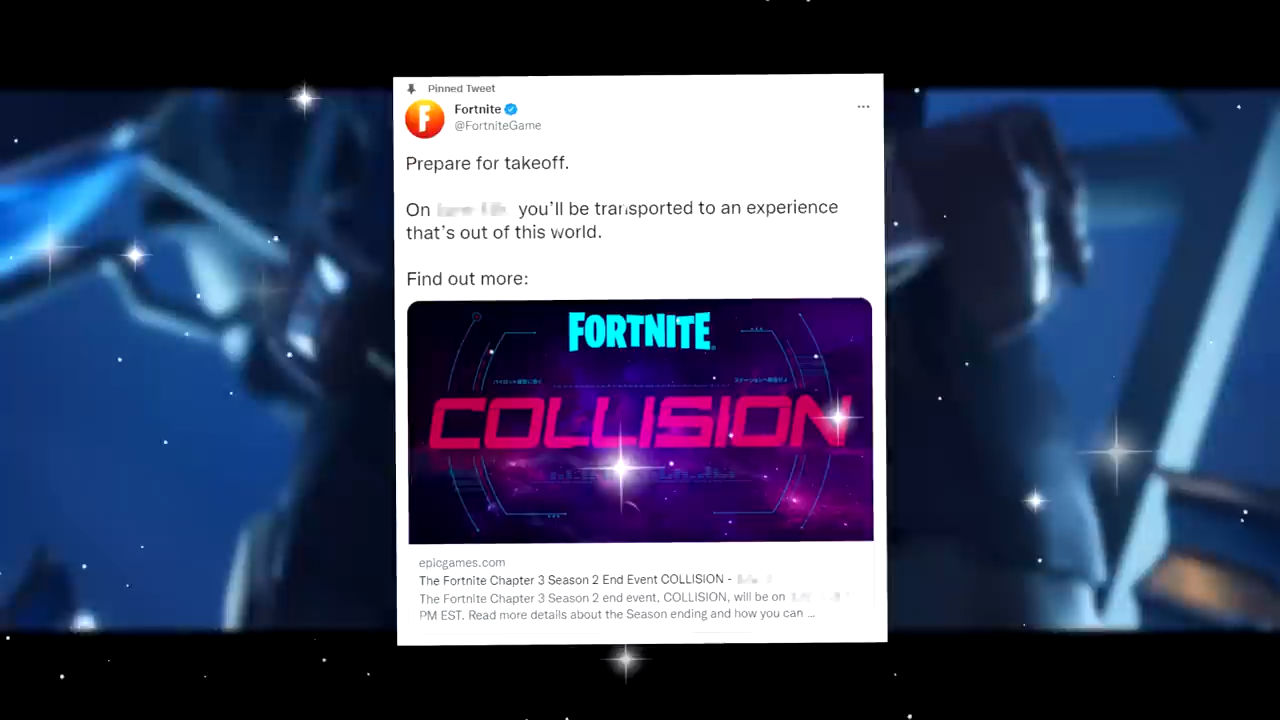 Pinned Tweet
Fortnite
@FortniteGame
Prepare for takeoff.
On you'll be transported to an experience
that's out of this world.
Find out more:
FORTNITE
COLLISION
epicgames.com
The Fortnite Chapter 3 Season 2 End Event COLLISION -
The Fortnite Chapter 3 Season 2 end event, COLLISION, will be on
PM EST. Read more details about the Season ending and how you can ...